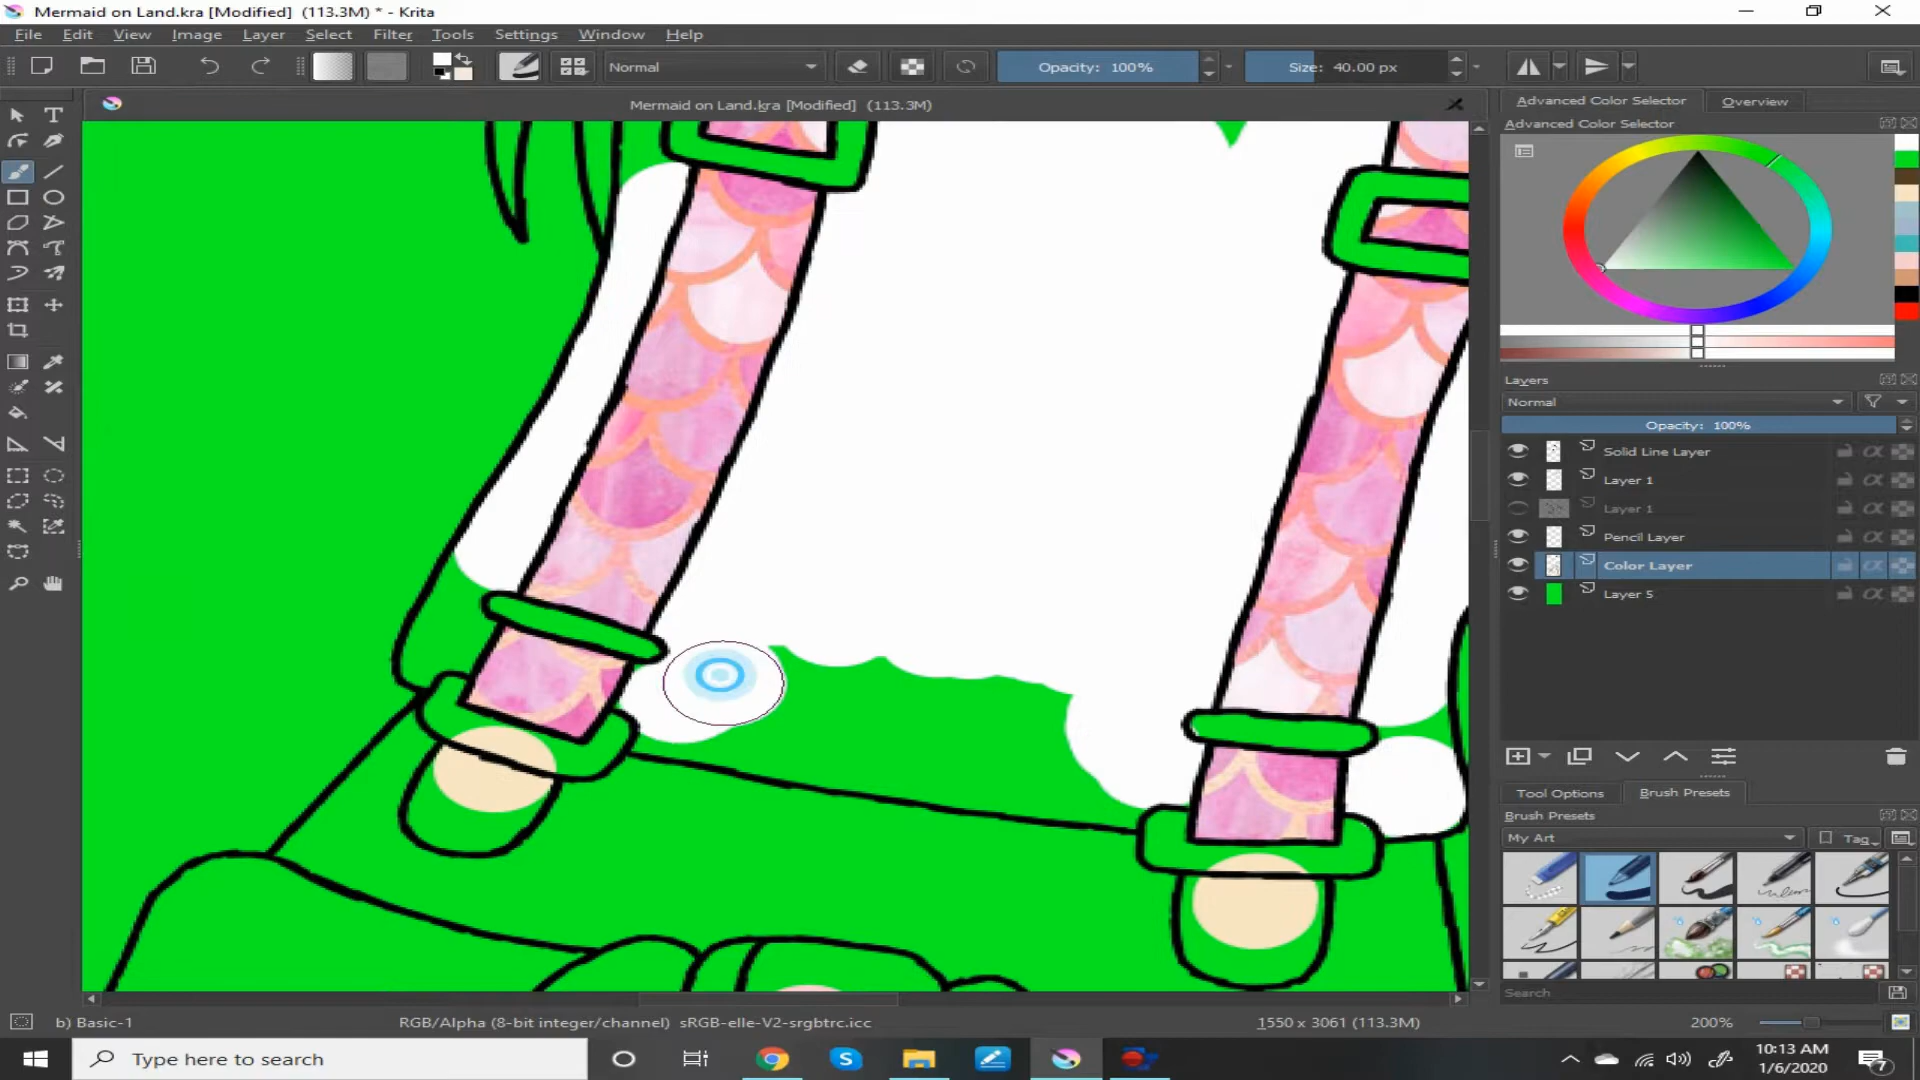 Mermaid on Land.kra [Modified]  (113.3M) * - Krita
File Edit View Image Layer Select Filter Tools Settings Window Help
Normal
Opacity: 100%
Size: 40.00 px
Mermaid on Land.kra [Modified]  (113.3M)
Advanced Color Selector
Overview
Advanced Color Selector
Layers
Normal
Opacity: 100%
Solid Line Layer
Layer 1
Layer 1
Pencil Layer
Color Layer
Layer 5
Tool Options
Brush Presets
Brush Presets
My Art
Tag
Search
b) Basic-1
RGB/Alpha (8-bit integer/channel)  sRGB-elle-V2-srgbtrc.icc
1550 x 3061 (113.3M)
200%
Type here to search
10:13 AM
1/6/2020
7